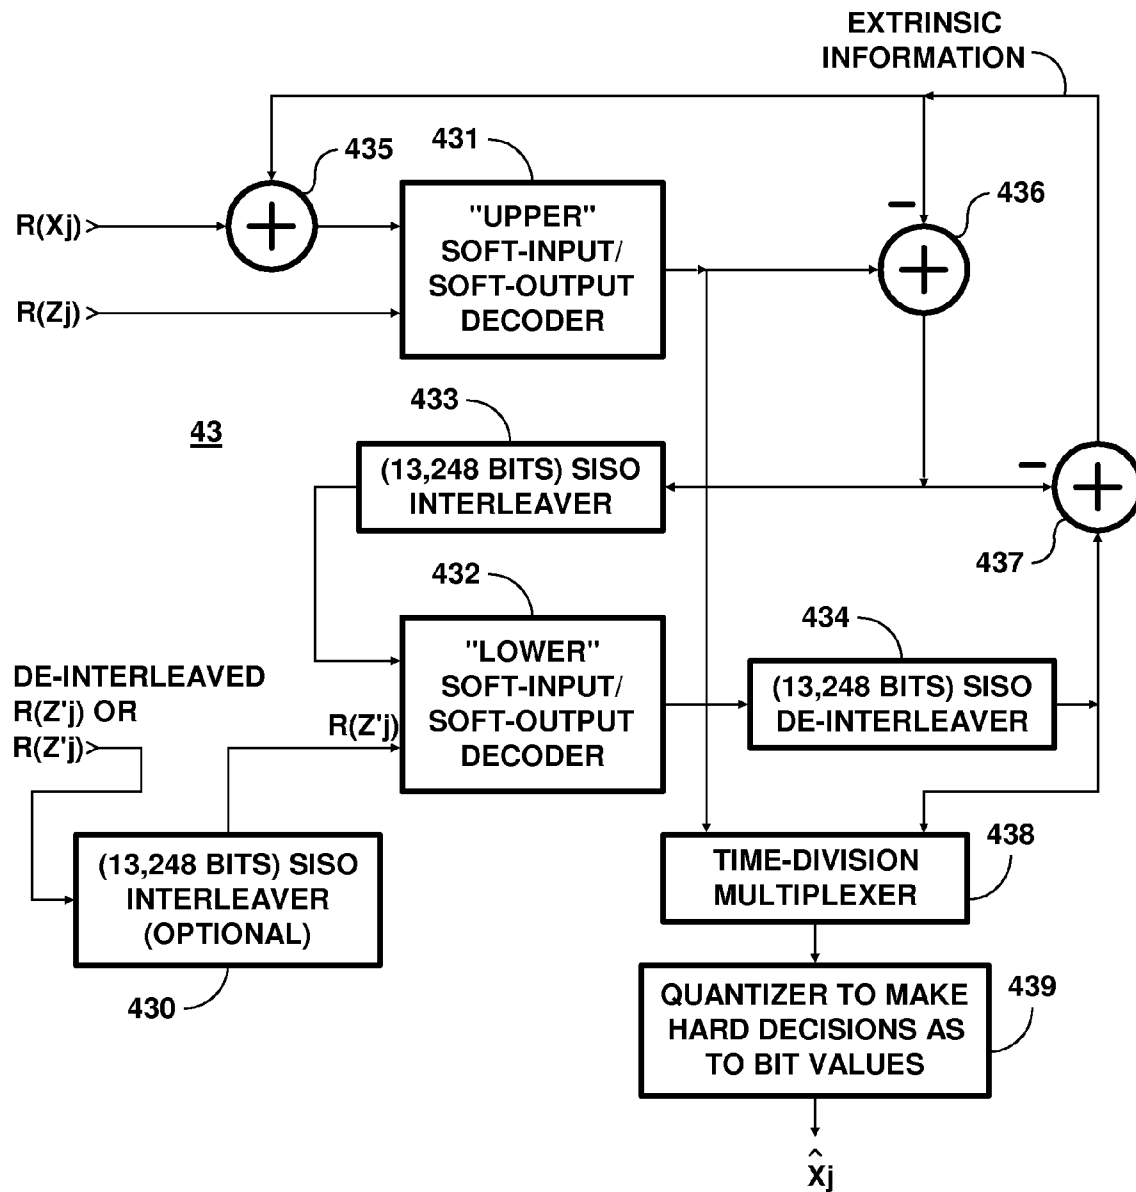 EXTRINSIC
INFORMATION
435
431
436
R(Xj)
+
"UPPER"
SOFT-INPUT/
SOFT-OUTPUT
DECODER
−
+
R(Zj)
433
43
(13,248 BITS) SISO
INTERLEAVER
−
+
437
432
434
"LOWER"
SOFT-INPUT/
SOFT-OUTPUT
DECODER
(13,248 BITS) SISO
DE-INTERLEAVER
DE-INTERLEAVED
R(Z'j) OR
R(Z'j)
R(Z'j)
438
(13,248 BITS) SISO
INTERLEAVER
(OPTIONAL)
TIME-DIVISION
MULTIPLEXER
430
439
QUANTIZER TO MAKE
HARD DECISIONS AS
TO BIT VALUES
X̂j